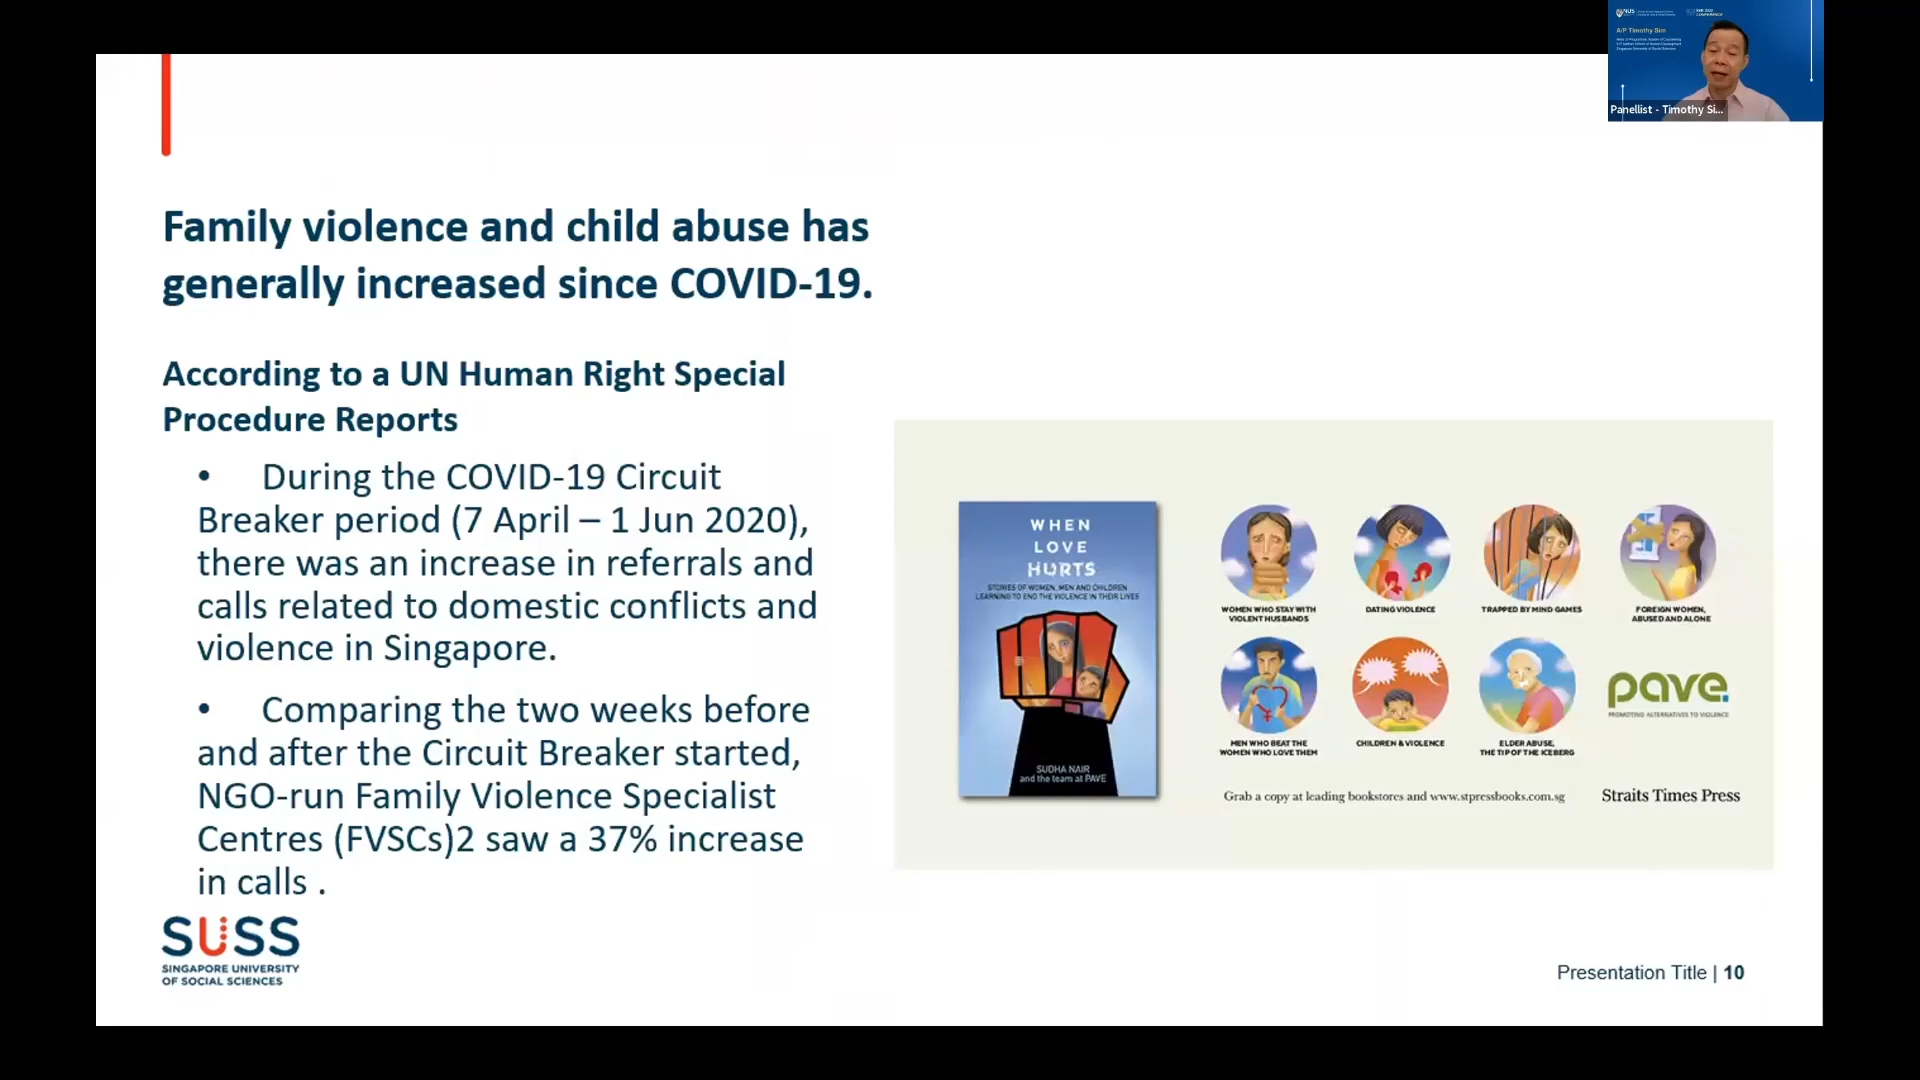 NUS
CONFERENCE
A/P Timothy Sim
Panellist - Timothy Si...
Family violence and child abuse has
generally increased since COVID-19.
According to a UN Human Right Special
Procedure Reports
• During the COVID-19 Circuit
Breaker period (7 April – 1 Jun 2020),
there was an increase in referrals and
calls related to domestic conflicts and
violence in Singapore.
• Comparing the two weeks before
and after the Circuit Breaker started,
NGO-run Family Violence Specialist
Centres (FVSCs)2 saw a 37% increase
in calls .
WHEN
LOVE
HURTS
STORIES OF WOMEN, MEN AND CHILDREN
LEARNING TO END THE VIOLENCE IN THEIR LIVES
SUDHA NAIR
and the team at PAVE
WOMEN WHO STAY WITH
VIOLENT HUSBANDS
DATING VIOLENCE
TRAPPED BY MIND GAMES
FOREIGN WOMEN,
ABUSED AND ALONE
MEN WHO BEAT THE
WOMEN WHO LOVE THEM
CHILDREN & VIOLENCE
ELDER ABUSE,
THE TIP OF THE ICEBERG
pave.
PROMOTING ALTERNATIVES TO VIOLENCE
Grab a copy at leading bookstores and www.stpressbooks.com.sg
Straits Times Press
SUSS
SINGAPORE UNIVERSITY
OF SOCIAL SCIENCES
Presentation Title | 10